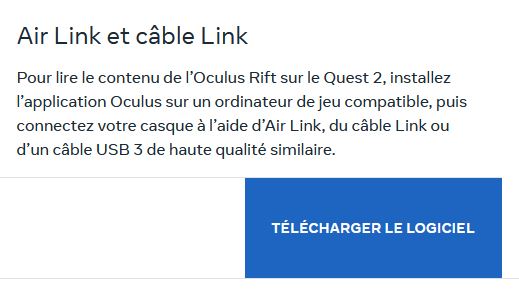 Air Link et câble Link
Pour lire le contenu de l’Oculus Rift sur le Quest 2, installez
l’application Oculus sur un ordinateur de jeu compatible, puis
connectez votre casque à l’aide d’Air Link, du câble Link ou
d’un câble USB 3 de haute qualité similaire.
TÉLÉCHARGER LE LOGICIEL